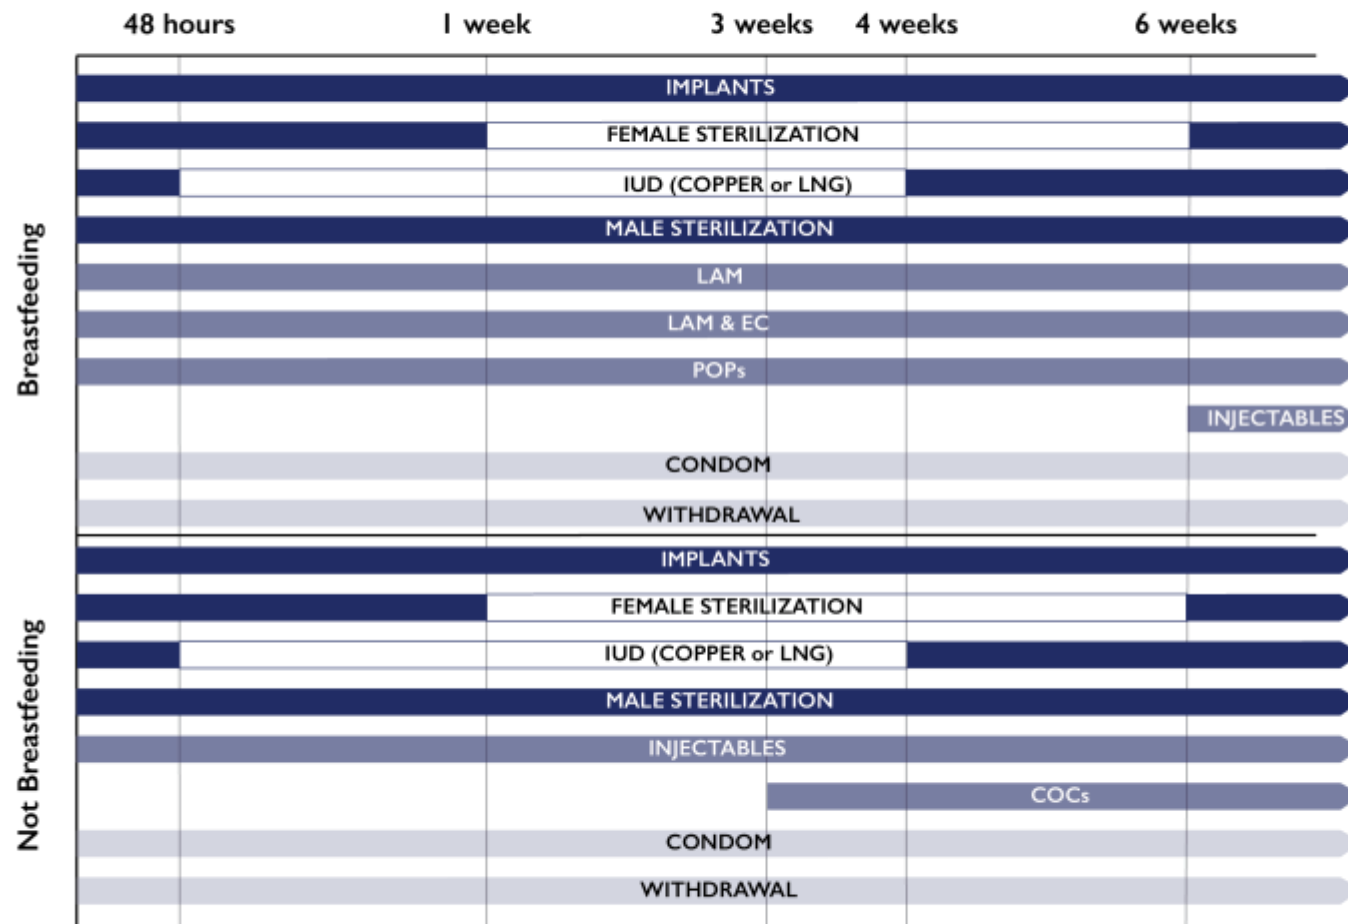 48 hours 1 week 3 weeks 4 weeks 6 weeks
Breastfeeding
IMPLANTS
FEMALE STERILIZATION
IUD (COPPER or LNG)
MALE STERILIZATION
LAM
LAM & EC
POPs
INJECTABLES
CONDOM
WITHDRAWAL
Not Breastfeeding
IMPLANTS
FEMALE STERILIZATION
IUD (COPPER or LNG)
MALE STERILIZATION
INJECTABLES
COCs
CONDOM
WITHDRAWAL